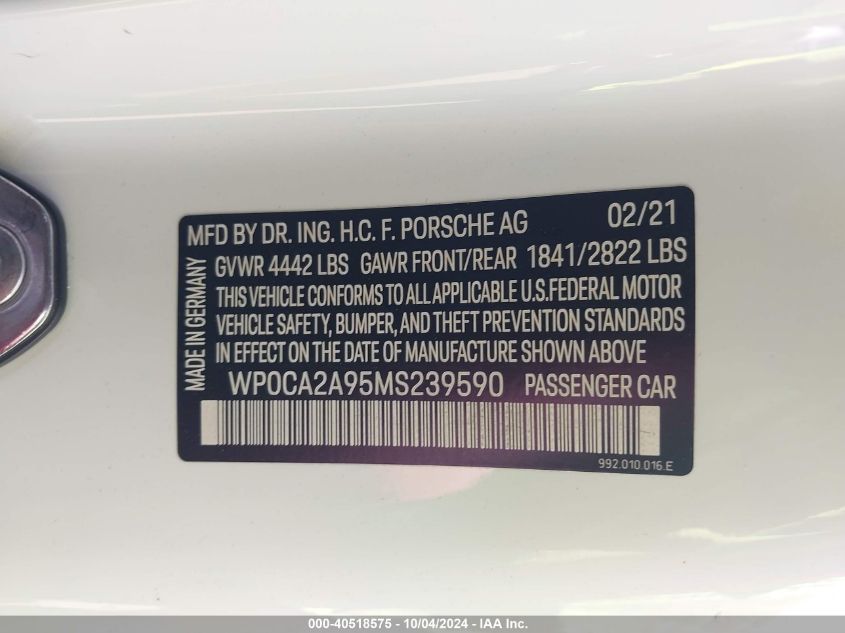 MFD BY DR. ING. H.C. F. PORSCHE AG 02/21
MADE IN GERMANY
GVWR 4442 LBS GAWR FRONT/REAR 1841/2822 LBS
THIS VEHICLE CONFORMS TO ALL APPLICABLE U.S.FEDERAL MOTOR
VEHICLE SAFETY, BUMPER, AND THEFT PREVENTION STANDARDS
IN EFFECT ON THE DATE OF MANUFACTURE SHOWN ABOVE
WP0CA2A95MS239590 PASSENGER CAR
992.010.016.E
000-40518575 - 10/04/2024 - IAA Inc.